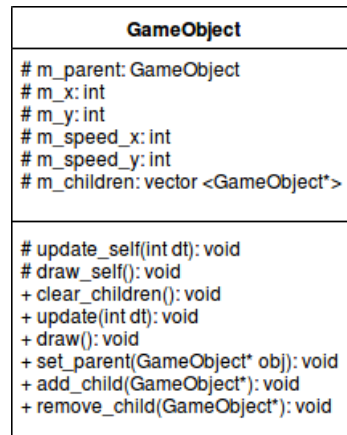 GameObject
# m_parent: GameObject
# m_x: int
# m_y: int
# m_speed_x: int
# m_speed_y: int
# m_children: vector <GameObject*>
# update_self(int dt): void
# draw_self(): void
+ clear_children(): void
+ update(int dt): void
+ draw(): void
+ set_parent(GameObject* obj): void
+ add_child(GameObject*): void
+ remove_child(GameObject*): void